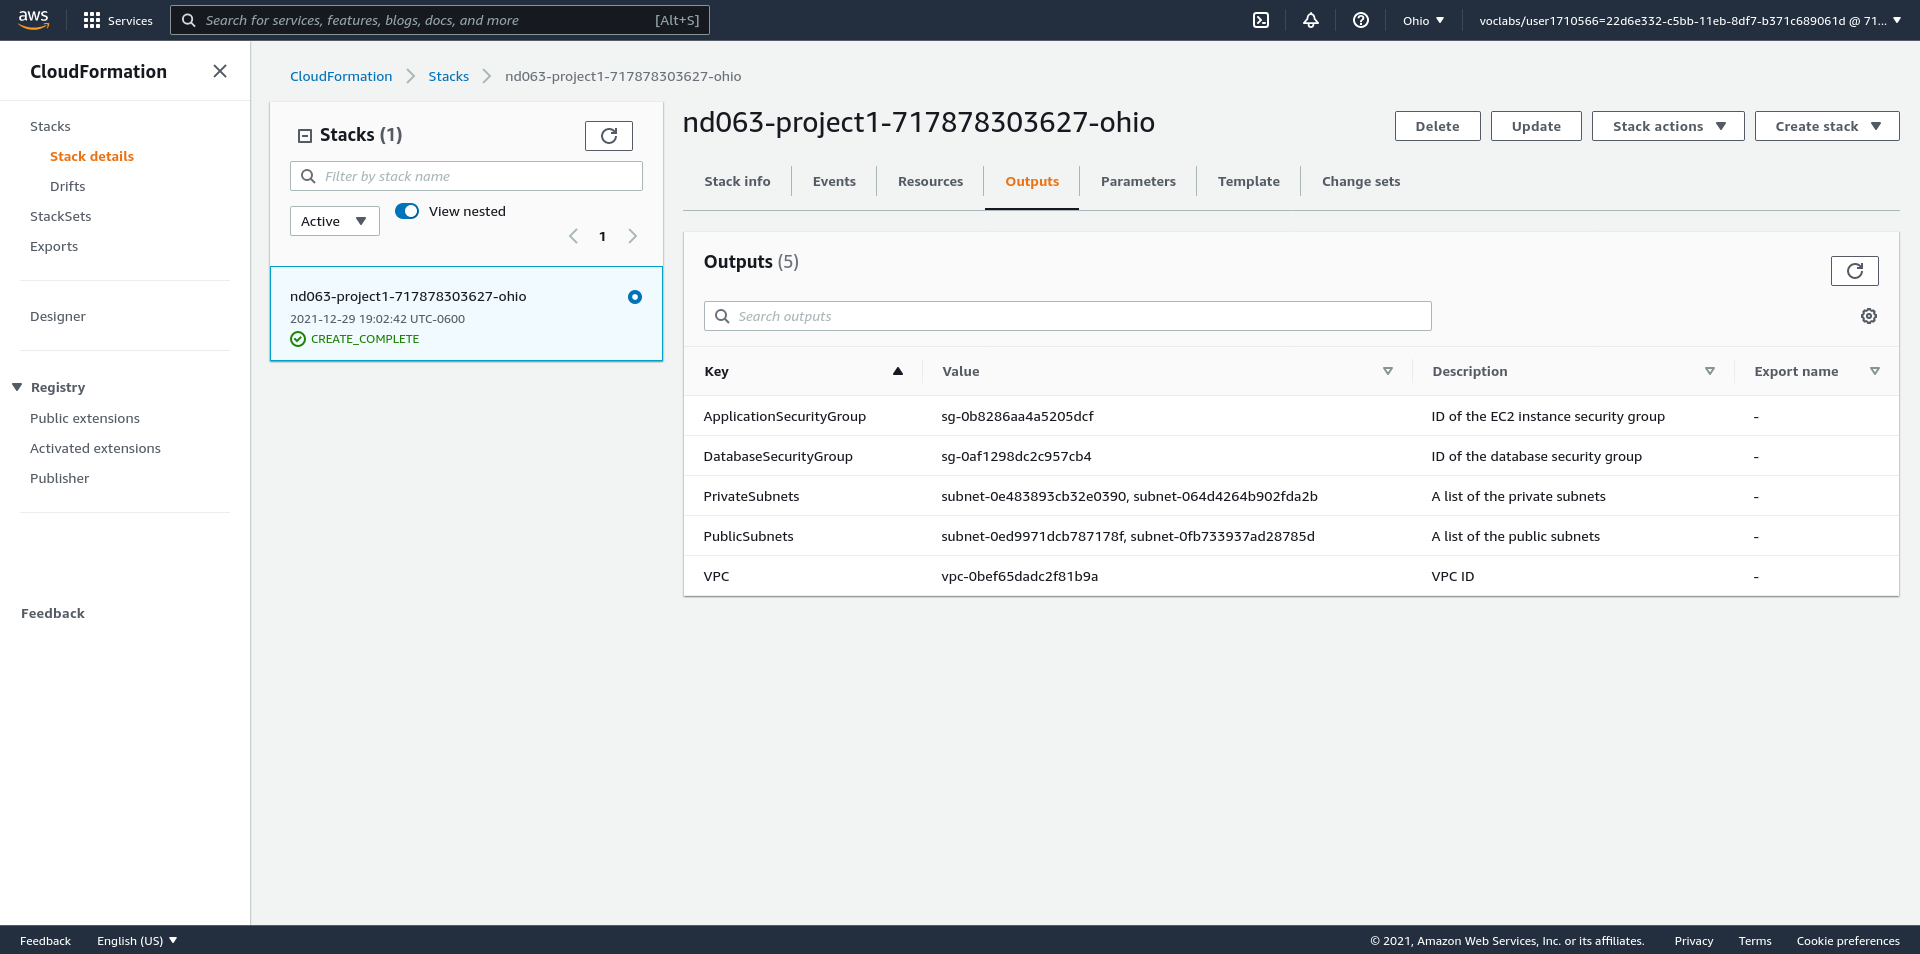 aws
Services
Search for services, features, blogs, docs, and more [Alt+S]
Ohio
voclabs/user1710566=22d6e332-c5bb-11eb-8df7-b371c689061d @ 71...
CloudFormation
Stacks
Stack details
Drifts
StackSets
Exports
Designer
Registry
Public extensions
Activated extensions
Publisher
Feedback
CloudFormation Stacks nd063-project1-717878303627-ohio
Stacks (1)
Filter by stack name
Active
View nested
1
nd063-project1-717878303627-ohio
2021-12-29 19:02:42 UTC-0600
CREATE_COMPLETE
nd063-project1-717878303627-ohio
Delete Update Stack actions Create stack
Stack info Events Resources Outputs Parameters Template Change sets
Outputs (5)
Search outputs
Key Value Description Export name
ApplicationSecurityGroup sg-0b8286aa4a5205dcf ID of the EC2 instance security group -
DatabaseSecurityGroup sg-0af1298dc2c957cb4 ID of the database security group -
PrivateSubnets subnet-0e483893cb32e0390, subnet-064d4264b902fda2b A list of the private subnets -
PublicSubnets subnet-0ed9971dcb787178f, subnet-0fb733937ad28785d A list of the public subnets -
VPC vpc-0bef65dadc2f81b9a VPC ID -
Feedback English (US)
© 2021, Amazon Web Services, Inc. or its affiliates. Privacy Terms Cookie preferences